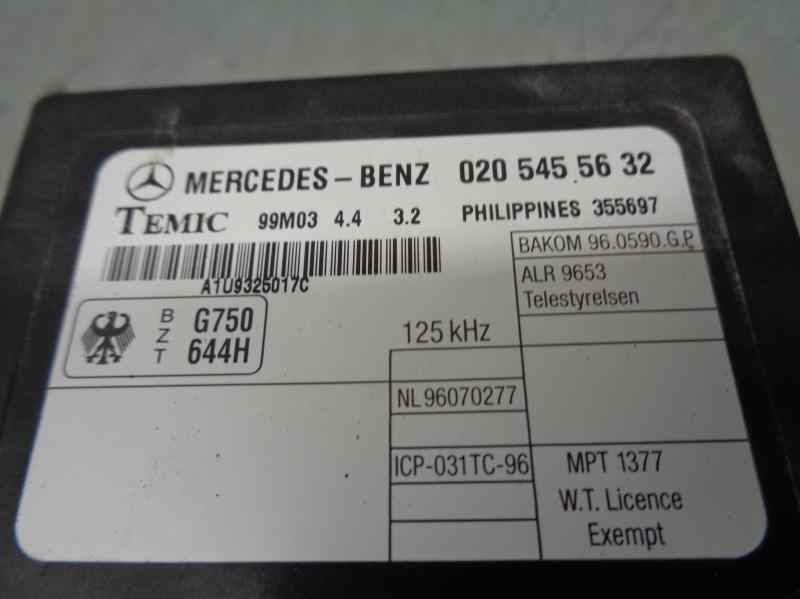 MERCEDES-BENZ 020 545 56 32
TEMIC 99M03 4.4 3.2 PHILIPPINES 355697
A1U9325017C
BZT G750 644H
125 kHz
BAKOM 96.0590.G.P.
ALR 9653
Telestyrelsen
NL 96070277
ICP-031TC-96
MPT 1377
W.T. Licence
Exempt